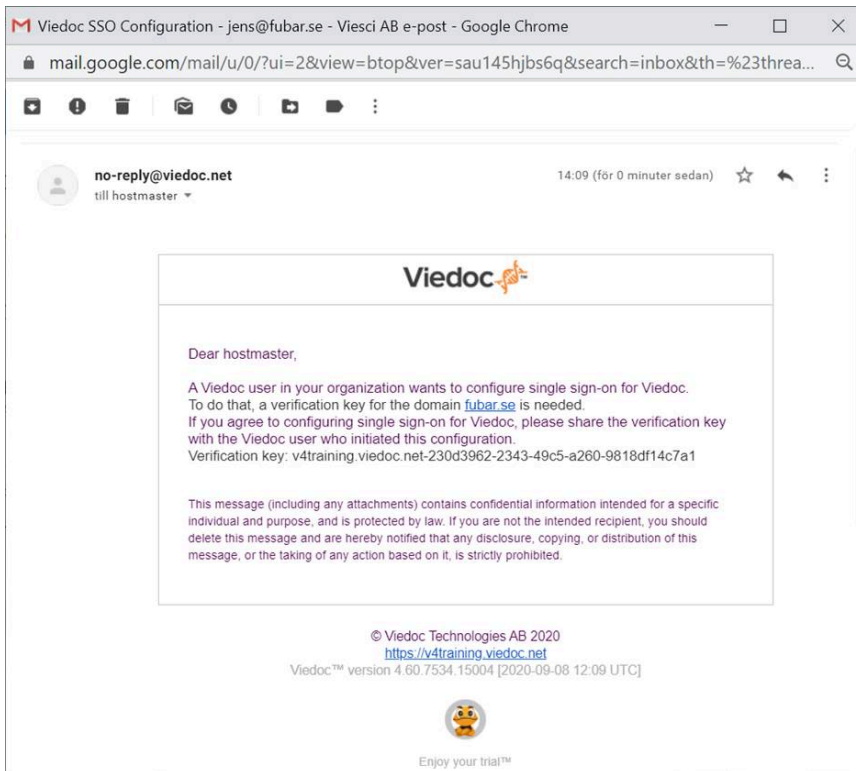 Viedoc SSO Configuration - jens@fubar.se - Viesci AB e-post - Google Chrome
mail.google.com/mail/u/0/?ui=2&view=btop&ver=sau145hjbs6q&search=inbox&th=%23threa...
no-reply@viedoc.net
14:09 (för 0 minuter sedan)
till hostmaster
Viedoc™
Dear hostmaster,
A Viedoc user in your organization wants to configure single sign-on for Viedoc.
To do that, a verification key for the domain fubar.se is needed.
If you agree to configuring single sign-on for Viedoc, please share the verification key
with the Viedoc user who initiated this configuration.
Verification key: v4training.viedoc.net-230d3962-2343-49c5-a260-9818df14c7a1
This message (including any attachments) contains confidential information intended for a specific
individual and purpose, and is protected by law. If you are not the intended recipient, you should
delete this message and are hereby notified that any disclosure, copying, or distribution of this
message, or the taking of any action based on it, is strictly prohibited.
© Viedoc Technologies AB 2020
https://v4training.viedoc.net
Viedoc™ version 4.60.7534.15004 [2020-09-08 12:09 UTC]
Enjoy your trial™